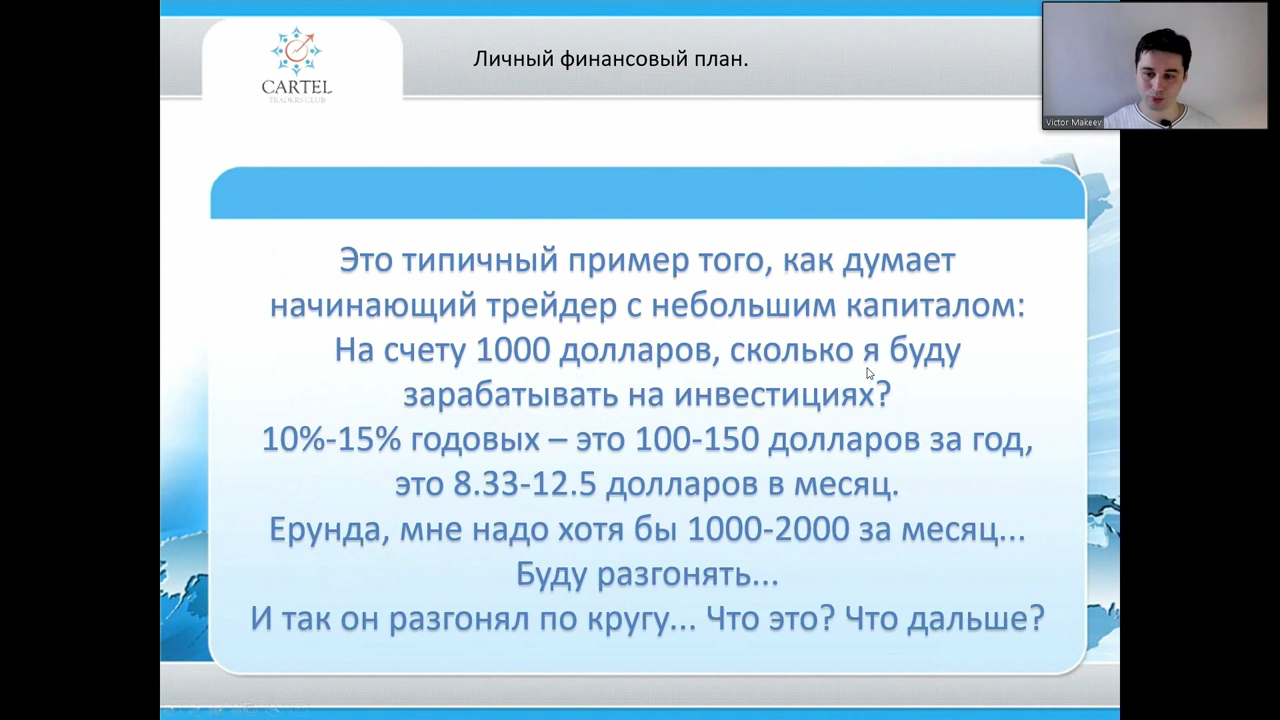 CARTEL
TRADERS CLUB
Личный финансовый план.
Victor Makeev
Это типичный пример того, как думает
начинающий трейдер с небольшим капиталом:
На счету 1000 долларов, сколько я буду
зарабатывать на инвестициях?
10%-15% годовых – это 100-150 долларов за год,
это 8.33-12.5 долларов в месяц.
Ерунда, мне надо хотя бы 1000-2000 за месяц...
Буду разгонять...
И так он разгонял по кругу... Что это? Что дальше?